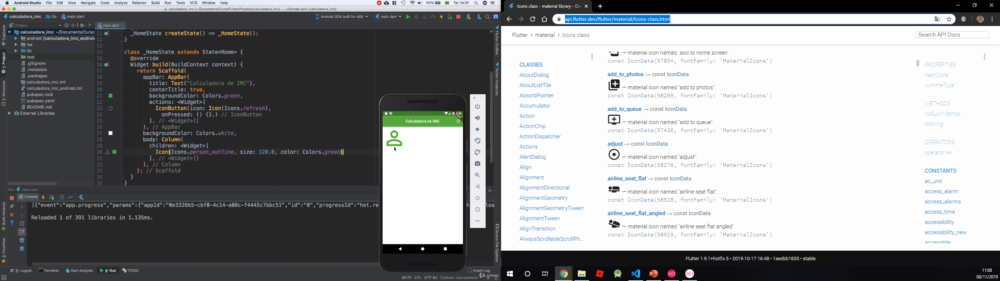 Android Studio File Edit View Navigate Code Analyze Refactor Build Run Tools VCS Window Help 100% Ter 14:31
calculadora_imc [~/Documents/CursoFlutter/Projetos/calculadora_imc] - .../lib/main.dart [calculadora_imc]
calculadora_imc lib main.dart Android SDK built for x86 main.dart
Project main.dart
calculadora_imc ~/Documents/Curso
android [calculadora_imc_androi
ios
lib
test
.gitignore
.metadata
.packages
calculadora_imc.iml
calculadora_imc_android.iml
pubspec.lock
pubspec.yaml
README.md
External Libraries
Captures
1: Project
Z: Structure
Build Variants
2: Favorites
11 _HomeState createState() => _HomeState();
12 }
13
14 class _HomeState extends State<Home> {
15 @override
16 Widget build(BuildContext context) {
17 return Scaffold(
18 appBar: AppBar(
19 title: Text("Calculadora de IMC"),
20 centerTitle: true,
21 backgroundColor: Colors.green,
22 actions: <Widget>[
23 IconButton(icon: Icon(Icons.refresh),
24 onPressed: () {},) // IconButton
25 ], // <Widget>[]
26 ), // AppBar
27 backgroundColor: Colors.white,
28 body: Column(
29 children: <Widget>[
30 Icon(Icons.person_outline, size: 120.0, color: Colors.green)
31 ], // <Widget>[]
32 ), // Column
33 ); // Scaffold
34 }
35 }
Flutter Outline
Flutter Inspector
Device File Explorer
8:30
Calculadora de IMC
Run main.dart
Console
[{"event":"app.progress","params":{"appId":"0e3326b5-cbf0-4c14-a08c-f4445c7bbc51","id":"8","progressId":"hot.re
Reloaded 1 of 391 libraries in 1.135ms.
6: Logcat Terminal Dart Analysis 4: Run TODO Event Log
30:71 LF UTF-8 Context: <no context>
Udemy
Icons class - material library - Da
api.flutter.dev/flutter/material/Icons-class.html
Flutter > material > Icons class
Search API Docs
CLASSES
AboutDialog
AboutListTile
AbsorbPointer
Accumulator
Action
ActionChip
ActionDispatcher
Actions
AlertDialog
Align
Alignment
AlignmentDirectional
AlignmentGeometry
AlignmentGeometryTween
AlignmentTween
AlignTransition
AlwaysScrollableScrollPh...
— material icon named "add to home screen".
const IconData(57854, fontFamily: 'MaterialIcons')
add_to_photos → const IconData
— material icon named "add to photos".
const IconData(58269, fontFamily: 'MaterialIcons')
add_to_queue → const IconData
— material icon named "add to queue".
const IconData(57436, fontFamily: 'MaterialIcons')
adjust → const IconData
— material icon named "adjust".
const IconData(58270, fontFamily: 'MaterialIcons')
airline_seat_flat → const IconData
— material icon named "airline seat flat".
const IconData(58928, fontFamily: 'MaterialIcons')
airline_seat_flat_angled → const IconData
— material icon named "airline seat flat angled".
const IconData(58929, fontFamily: 'MaterialIcons')
PROPERTIES
hashCode
runtimeType
METHODS
noSuchMethod
toString
OPERATORS
operator ==
CONSTANTS
ac_unit
access_alarm
access_alarms
access_time
accessibility
accessibility_new
accessible
Flutter 1.9.1+hotfix.5 • 2019-10-17 16:48 • 1aedbb1835 • stable
11:08
08/11/2019